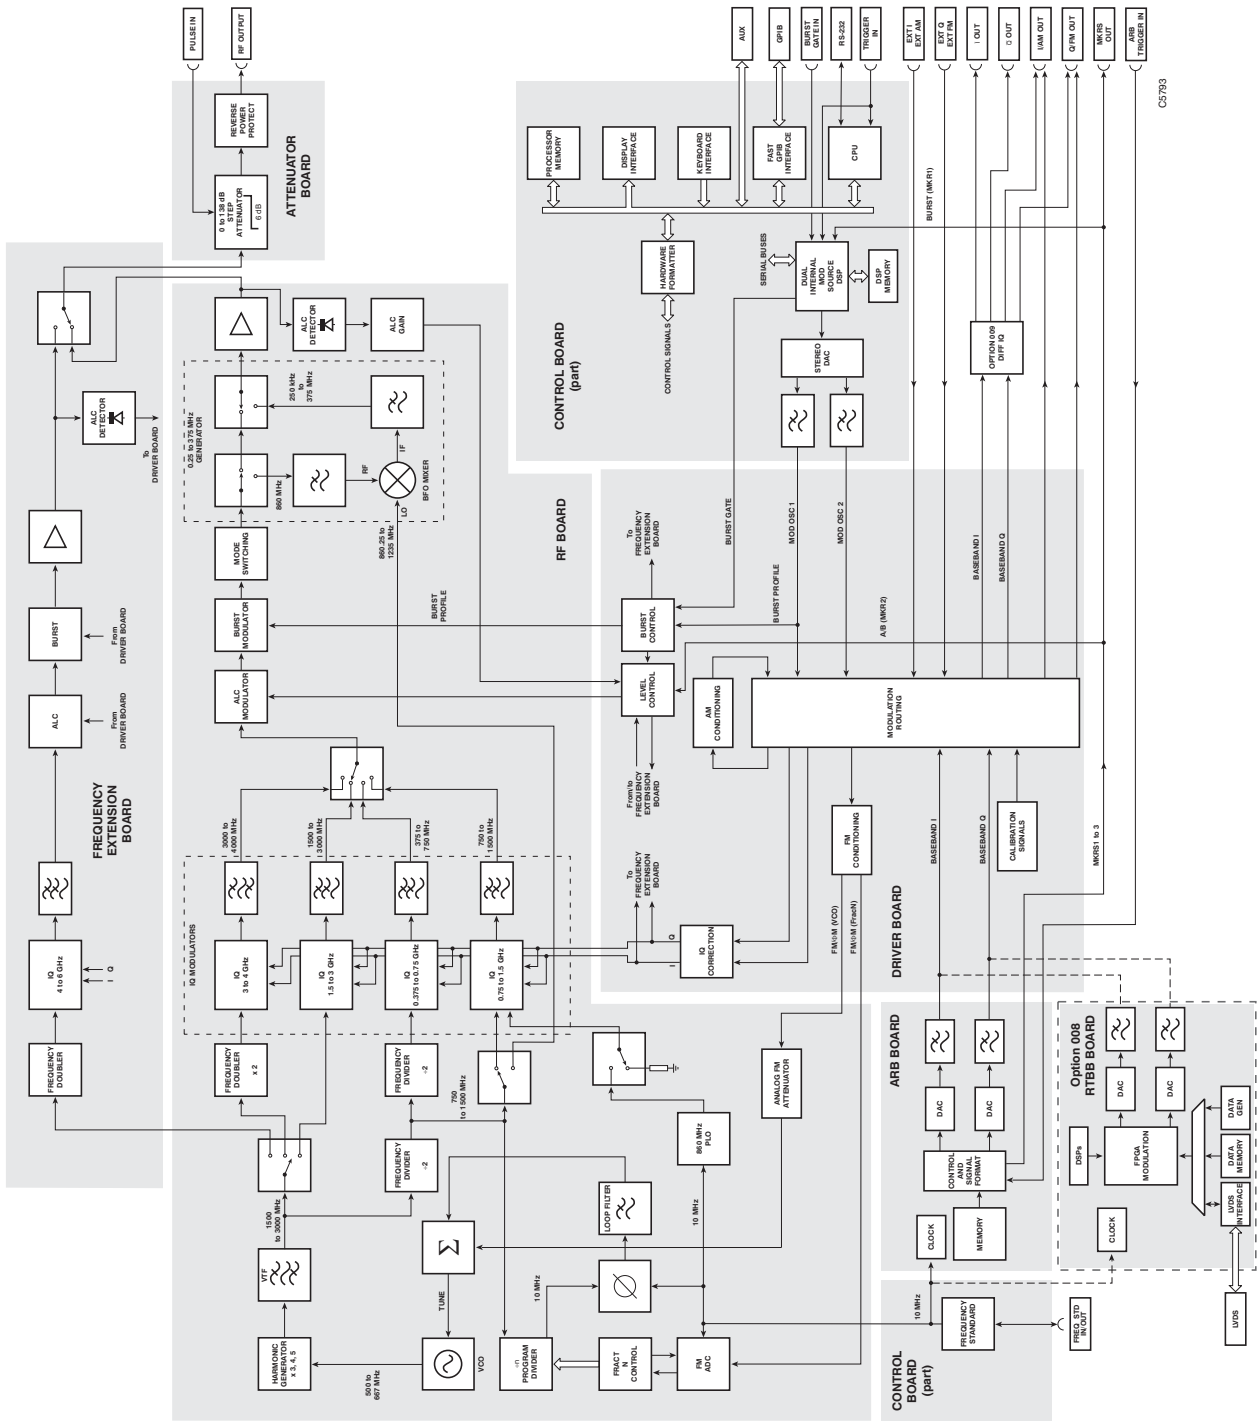 PULSE IN
RF OUTPUT
REVERSE
POWER
PROTECT
0 to 138 dB
STEP
ATTENUATOR
6 dB
ATTENUATOR
BOARD
AUX
GPIB
BURST
GATE IN
RS-232
TRIGGER
IN
EXT I
EXT AM
EXT Q
EXT FM
I OUT
Q OUT
I/AM OUT
Q/FM OUT
MKRS
OUT
ARB
TRIGGER IN
C5793
PROCESSOR
MEMORY
DISPLAY
INTERFACE
KEYBOARD
INTERFACE
FAST
GPIB
INTERFACE
CPU
BURST (MKR1)
HARDWARE
FORMATTER
CONTROL SIGNALS
SERIAL BUSES
DUAL
INTERNAL
MOD
SOURCE
DSP
DSP
MEMORY
STEREO
DAC
OPTION 009
DIFF IQ
CONTROL BOARD
(part)
ALC
DETECTOR
To
DRIVER BOARD
BURST
From
DRIVER BOARD
ALC
From
DRIVER BOARD
FREQUENCY
EXTENSION
BOARD
IQ
4 to 6 GHz
I
Q
FREQUENCY
DOUBLER
ALC
DETECTOR
ALC
GAIN
0.25 to 375 MHz
GENERATOR
250 kHz
to
375 MHz
860 MHz
RF
IF
LO
BFO MIXER
860.25 to
1235 MHz
MODE
SWITCHING
BURST
MODULATOR
ALC
MODULATOR
BURST
PROFILE
RF BOARD
3000 to
4000 MHz
1500 to
3000 MHz
375 to
750 MHz
750 to
1500 MHz
IQ MODULATORS
IQ
3 to 4 GHz
IQ
1.5 to 3 GHz
IQ
0.375 to 0.75 GHz
IQ
0.75 to 1.5 GHz
FREQUENCY
DOUBLER
x 2
FREQUENCY
DIVIDER
÷2
750
to 1500 MHz
FREQUENCY
DIVIDER
÷2
1500
to 3000 MHz
VTF
HARMONIC
GENERATOR
x 3, 4, 5
500 to
667 MHz
Σ
TUNE
VCO
÷n
PROGRAM
DIVIDER
10 MHz
LOOP FILTER
FRACT
N
CONTROL
FM
ADC
10 MHz
860 MHz
PLO
ANALOG FM
ATTENUATOR
To
FREQUENCY
EXTENSION
BOARD
BURST GATE
MOD OSC 1
MOD OSC 2
BURST PROFILE
BURST
CONTROL
LEVEL
CONTROL
AM
CONDITIONING
MODULATION
ROUTING
A/B (MKR2)
BASEBAND I
BASEBAND Q
From/to
FREQUENCY
EXTENSION
BOARD
To
FREQUENCY
EXTENSION
BOARD
I
Q
IQ
CORRECTION
FM
CONDITIONING
FM/ΦM (VCO)
FM/ΦM (FracN)
DRIVER BOARD
BASEBAND I
BASEBAND Q
CALIBRATION
SIGNALS
MKRS1 to 3
ARB BOARD
DAC
DAC
CONTROL
AND
SIGNAL
FORMAT
MEMORY
CLOCK
Option 008
RTBB BOARD
DAC
DAC
DSPs
FPGA
MODULATION
DATA
GEN
DATA
MEMORY
LVDS
INTERFACE
CLOCK
LVDS
10 MHz
FREQUENCY
STANDARD
FREQ. STD
IN/OUT
CONTROL
BOARD
(part)